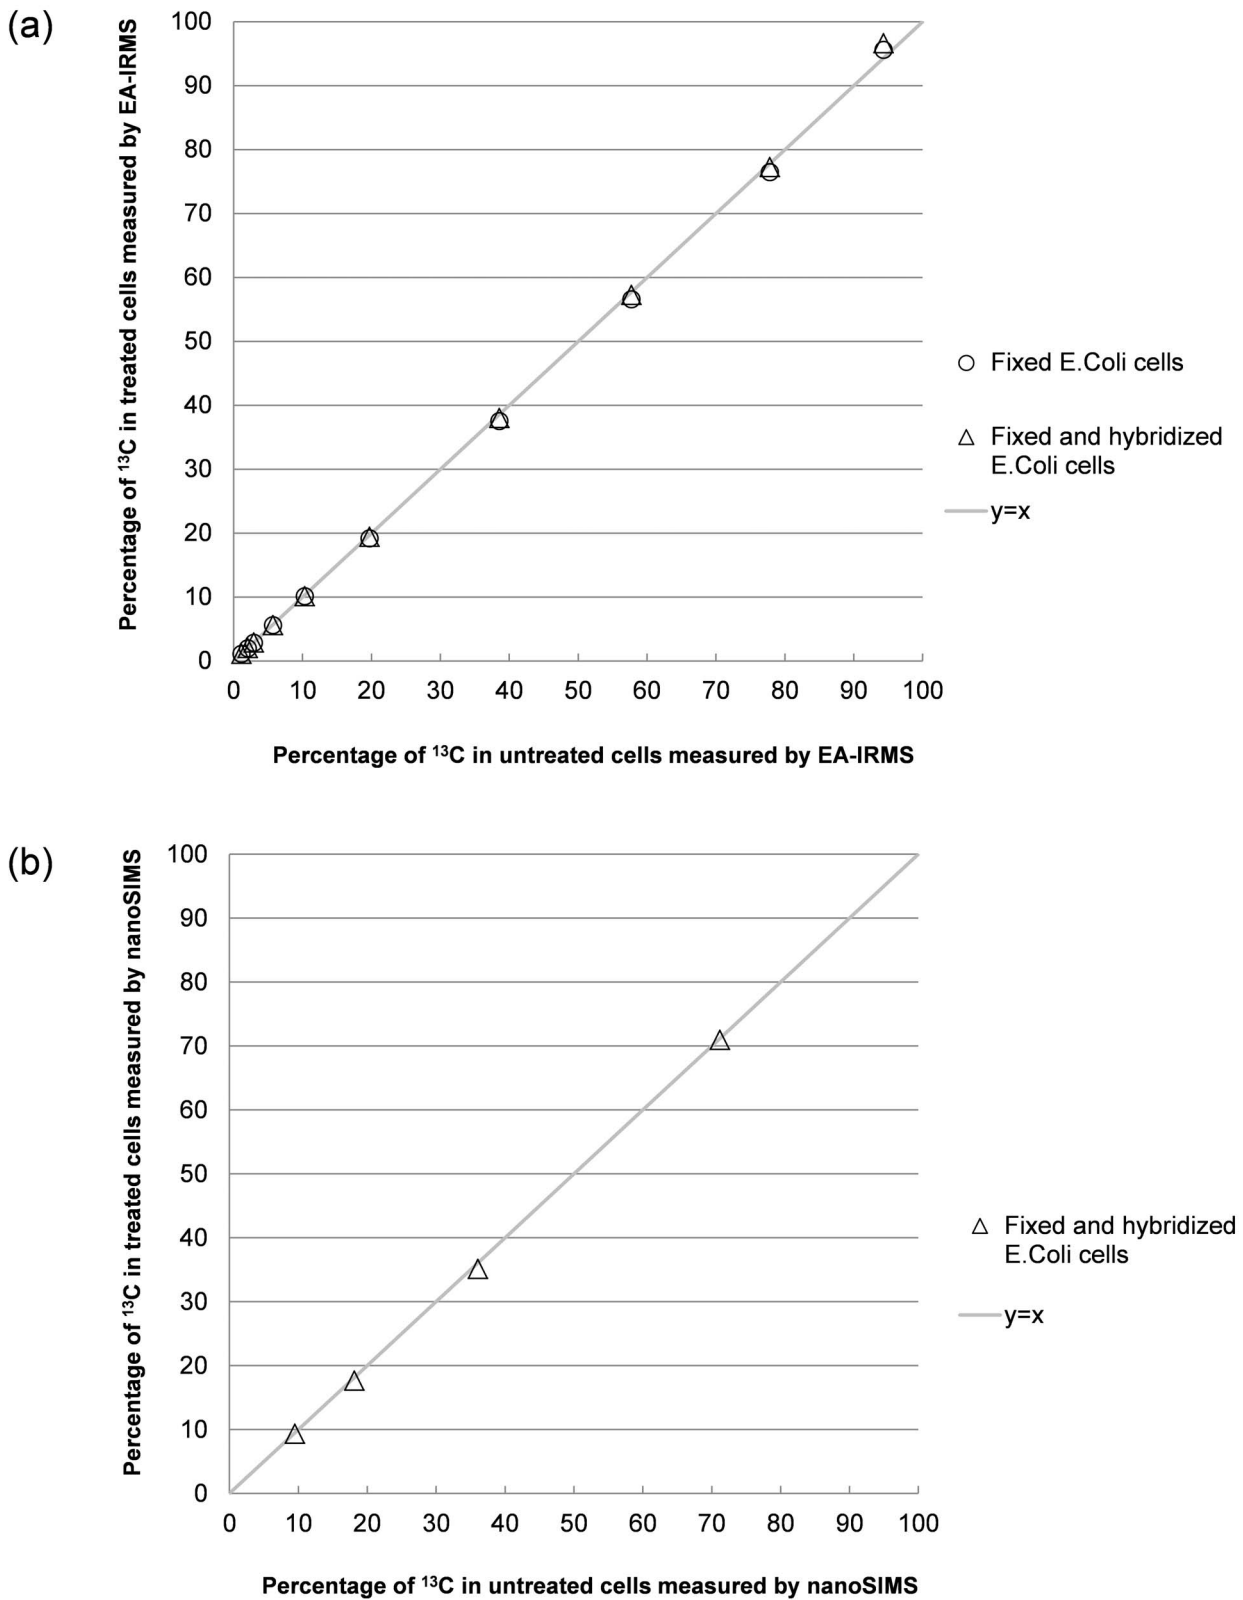 (a)
Percentage of ¹³C in treated cells measured by EA-IRMS
100
90
80
70
60
50
40
30
20
10
0
0 10 20 30 40 50 60 70 80 90 100
Percentage of ¹³C in untreated cells measured by EA-IRMS
Fixed E.Coli cells
Fixed and hybridized
E.Coli cells
y=x
(b)
Percentage of ¹³C in treated cells measured by nanoSIMS
100
90
80
70
60
50
40
30
20
10
0
0 10 20 30 40 50 60 70 80 90 100
Percentage of ¹³C in untreated cells measured by nanoSIMS
Fixed and hybridized
E.Coli cells
y=x